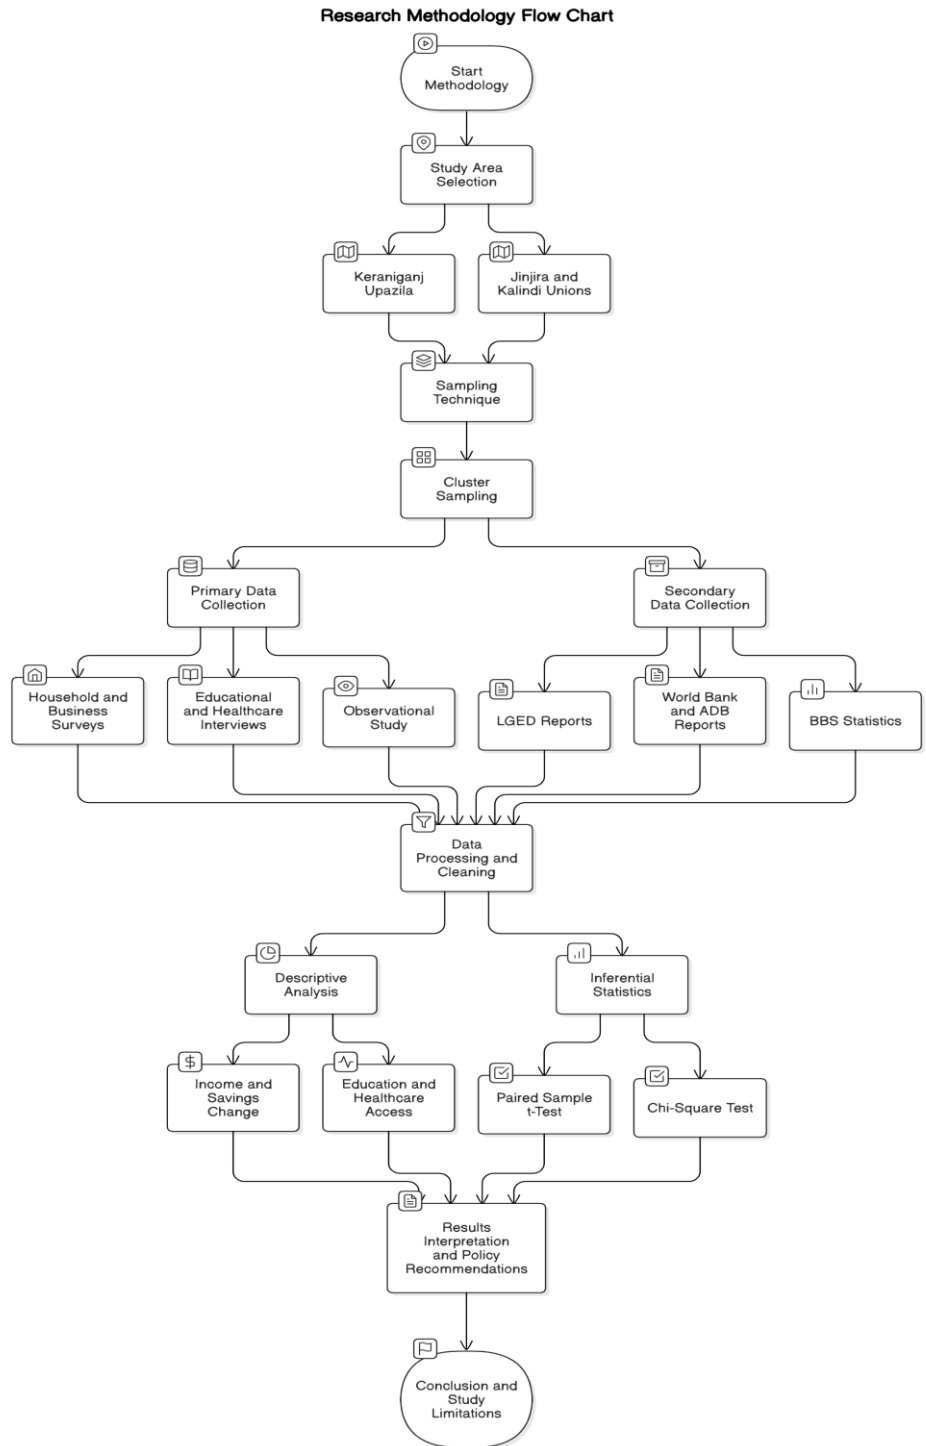 Research Methodology Flow Chart
Start
Methodology
Study Area
Selection
Keraniganj
Upazila
Jinjira and
Kalindi Unions
Sampling
Technique
Cluster
Sampling
Primary Data
Collection
Secondary
Data Collection
Household and
Business
Surveys
Educational
and Healthcare
Interviews
Observational
Study
LGED Reports
World Bank
and ADB
Reports
BBS Statistics
Data
Processing and
Cleaning
Descriptive
Analysis
Inferential
Statistics
Income and
Savings
Change
Education and
Healthcare
Access
Paired Sample
t-Test
Chi-Square Test
Results
Interpretation
and Policy
Recommendations
Conclusion and
Study
Limitations